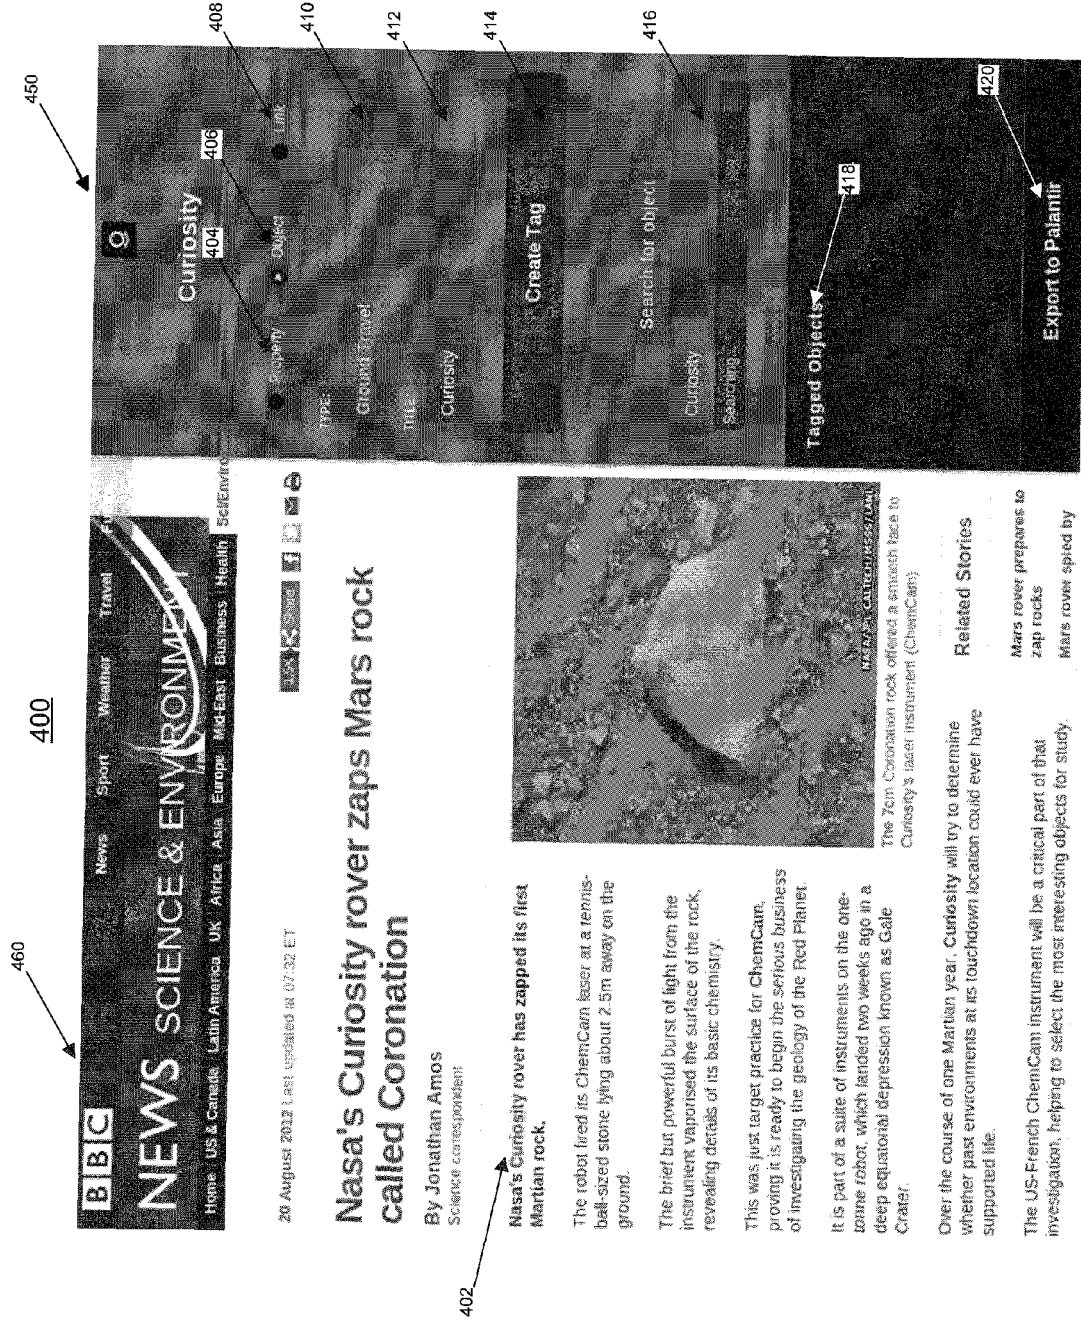 400
460
BBC
News Sport Weather Travel
NEWS SCIENCE & ENVIRONMENT
Home US & Canada Latin America UK Africa Asia Europe Mid-East Business Health Sci/Enviro
20 August 2012 Last updated at 07:32 ET
Share
Nasa's Curiosity rover zaps Mars rock
called Coronation
By Jonathan Amos
Science correspondent
402
Nasa's Curiosity rover has zapped its first
Martian rock.
The robot fired its ChemCam laser at a tennis-
ball-sized stone lying about 2.5m away on the
ground.
The brief but powerful burst of light from the
instrument vaporised the surface of the rock,
revealing details of its basic chemistry.
This was just target practice for ChemCam,
proving it is ready to begin the serious business
of investigating the geology of the Red Planet.
It is part of a suite of instruments on the one-
tonne robot, which landed two weeks ago in a
deep equatorial depression known as Gale
Crater.
Over the course of one Martian year, Curiosity will try to determine
whether past environments at its touchdown location could ever have
supported life.
The US-French ChemCam instrument will be a critical part of that
investigation, helping to select the most interesting objects for study.
NASA/JPL-CALTECH/MSSS/LANL
The 7cm Coronation rock offered a smooth face to
Curiosity's laser instrument (ChemCam)
Related Stories
Mars rover prepares to
zap rocks
Mars rover spied by
450
Curiosity
404
406
408
Property Object Link
410
TYPE:
Ground Travel
412
TITLE:
Curiosity
414
Create Tag
416
Search for object
Curiosity
Searching
418
Tagged Objects
420
Export to Palantir